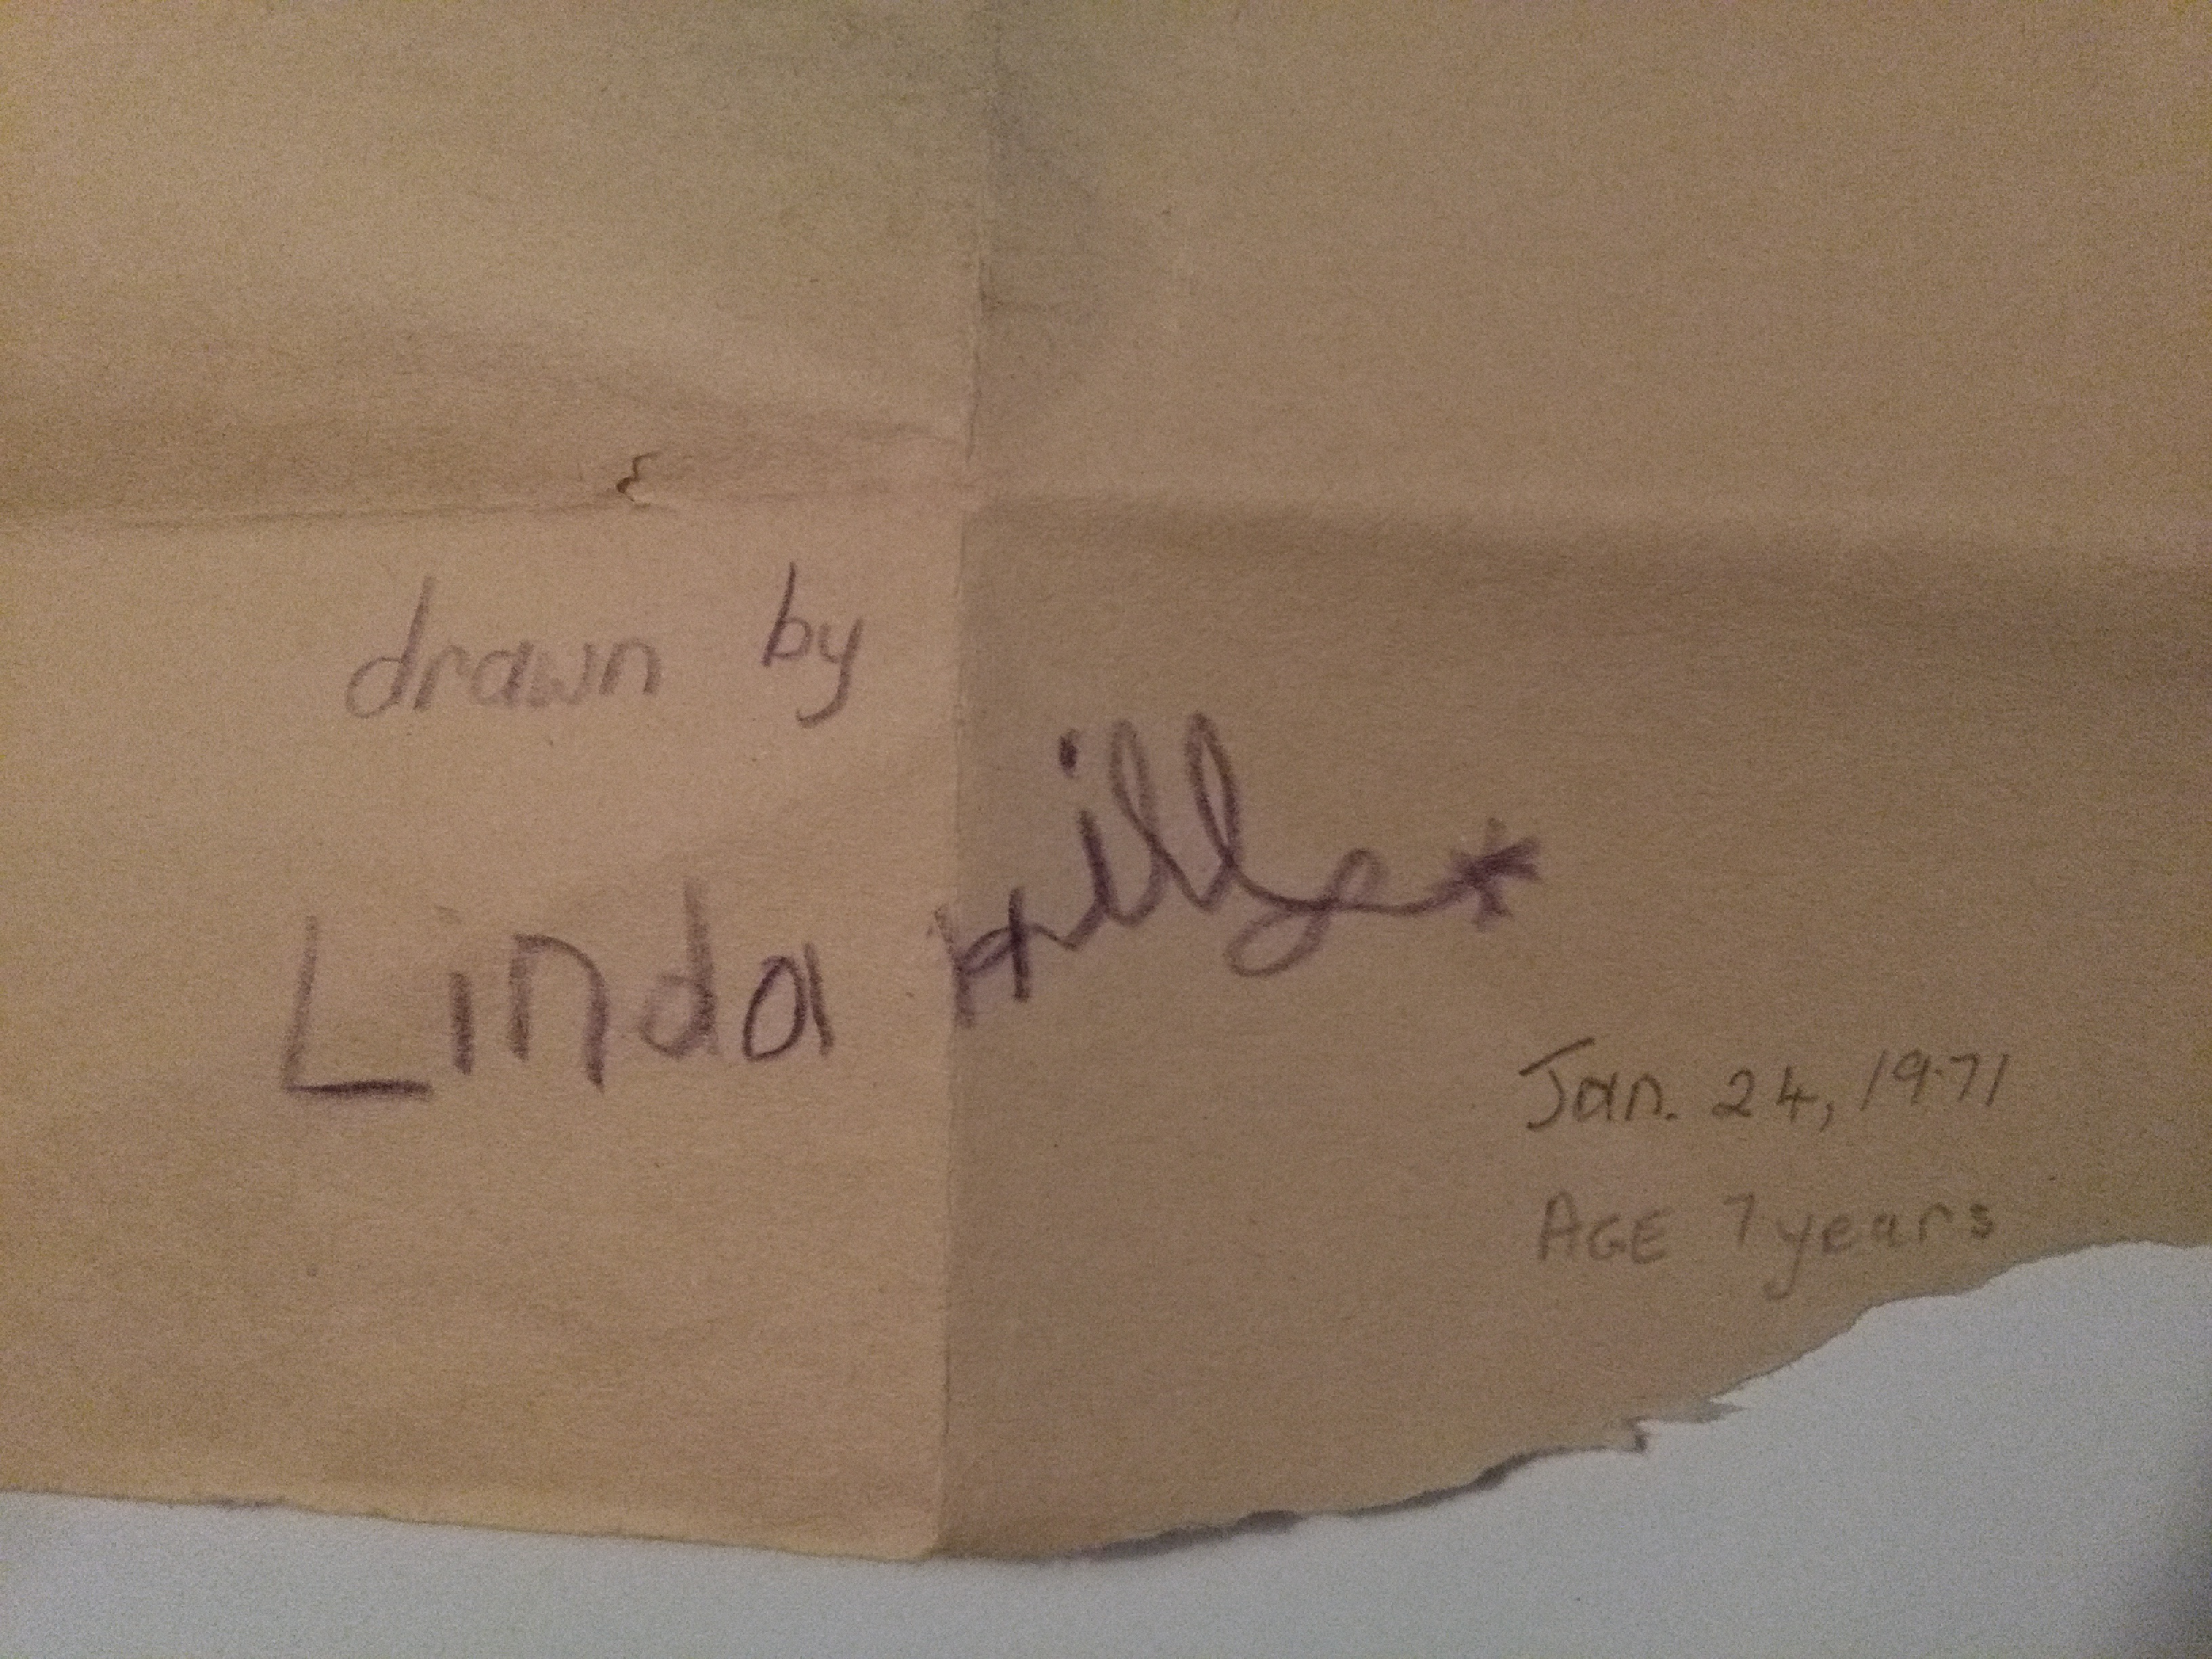 drawn by
Linda Hill*
Jan. 24, 1971
AGE 7 years